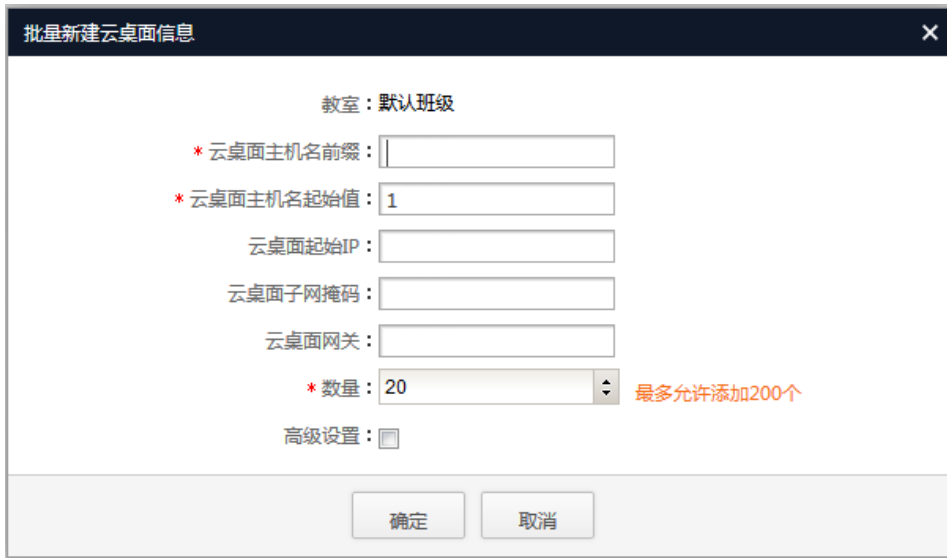 批量新建云桌面信息
教室：默认班级
* 云桌面主机名前缀：
* 云桌面主机名起始值：1
云桌面起始IP：
云桌面子网掩码：
云桌面网关：
* 数量：20 最多允许添加200个
高级设置：
确定 取消